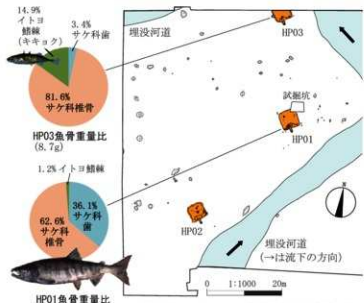 14.9%
イトヨ
鰭棘
(キキョク)
3.4%
サケ科歯
81.6%
サケ科椎骨
HP03魚骨重量比
(8.7g)
1.2%イトヨ鰭棘
36.1%
サケ科
歯
62.6%
サケ科
椎骨
HP01魚骨重量比
埋没河道
HP03
試掘坑
HP01
HP02
埋没河道
(→は流下の方向)
0 1:1000 20m